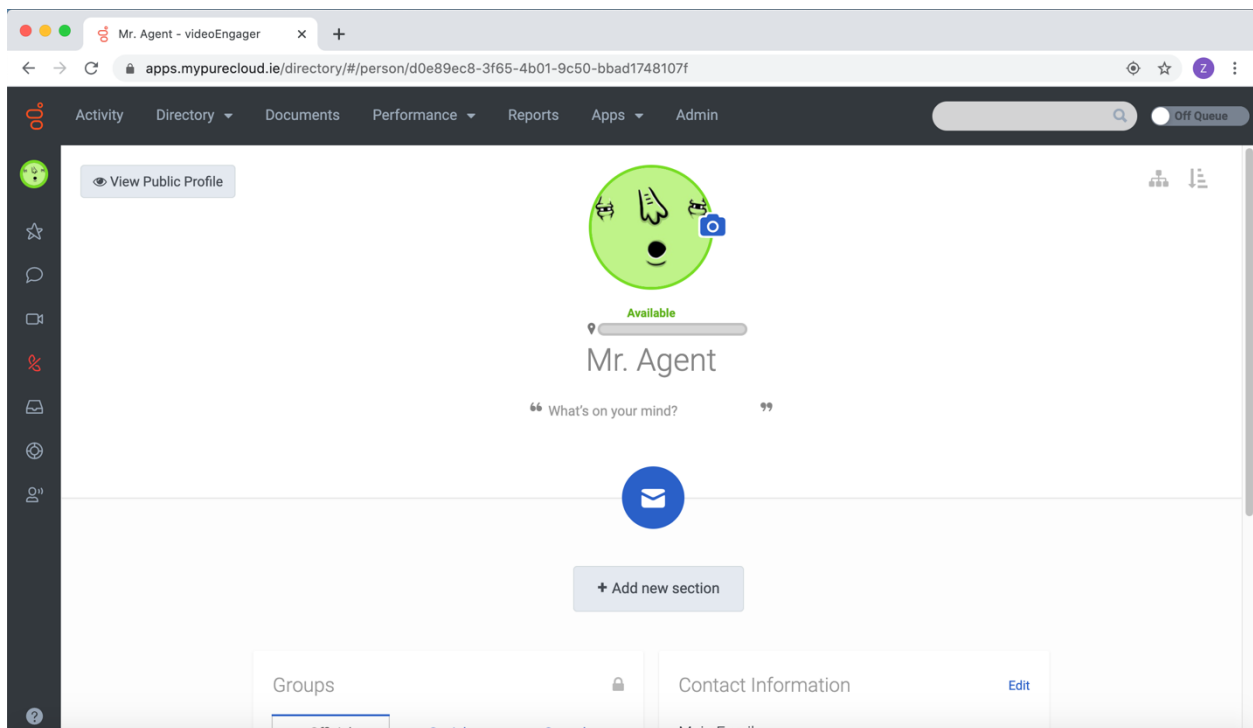 Mr. Agent - videoEngager
apps.mypurecloud.ie/directory/#/person/d0e89ec8-3f65-4b01-9c50-bbad1748107f
Z
Activity Directory Documents Performance Reports Apps Admin Off Queue
View Public Profile
Available
Mr. Agent
❝ What's on your mind? ❞
+ Add new section
Groups
Contact Information Edit